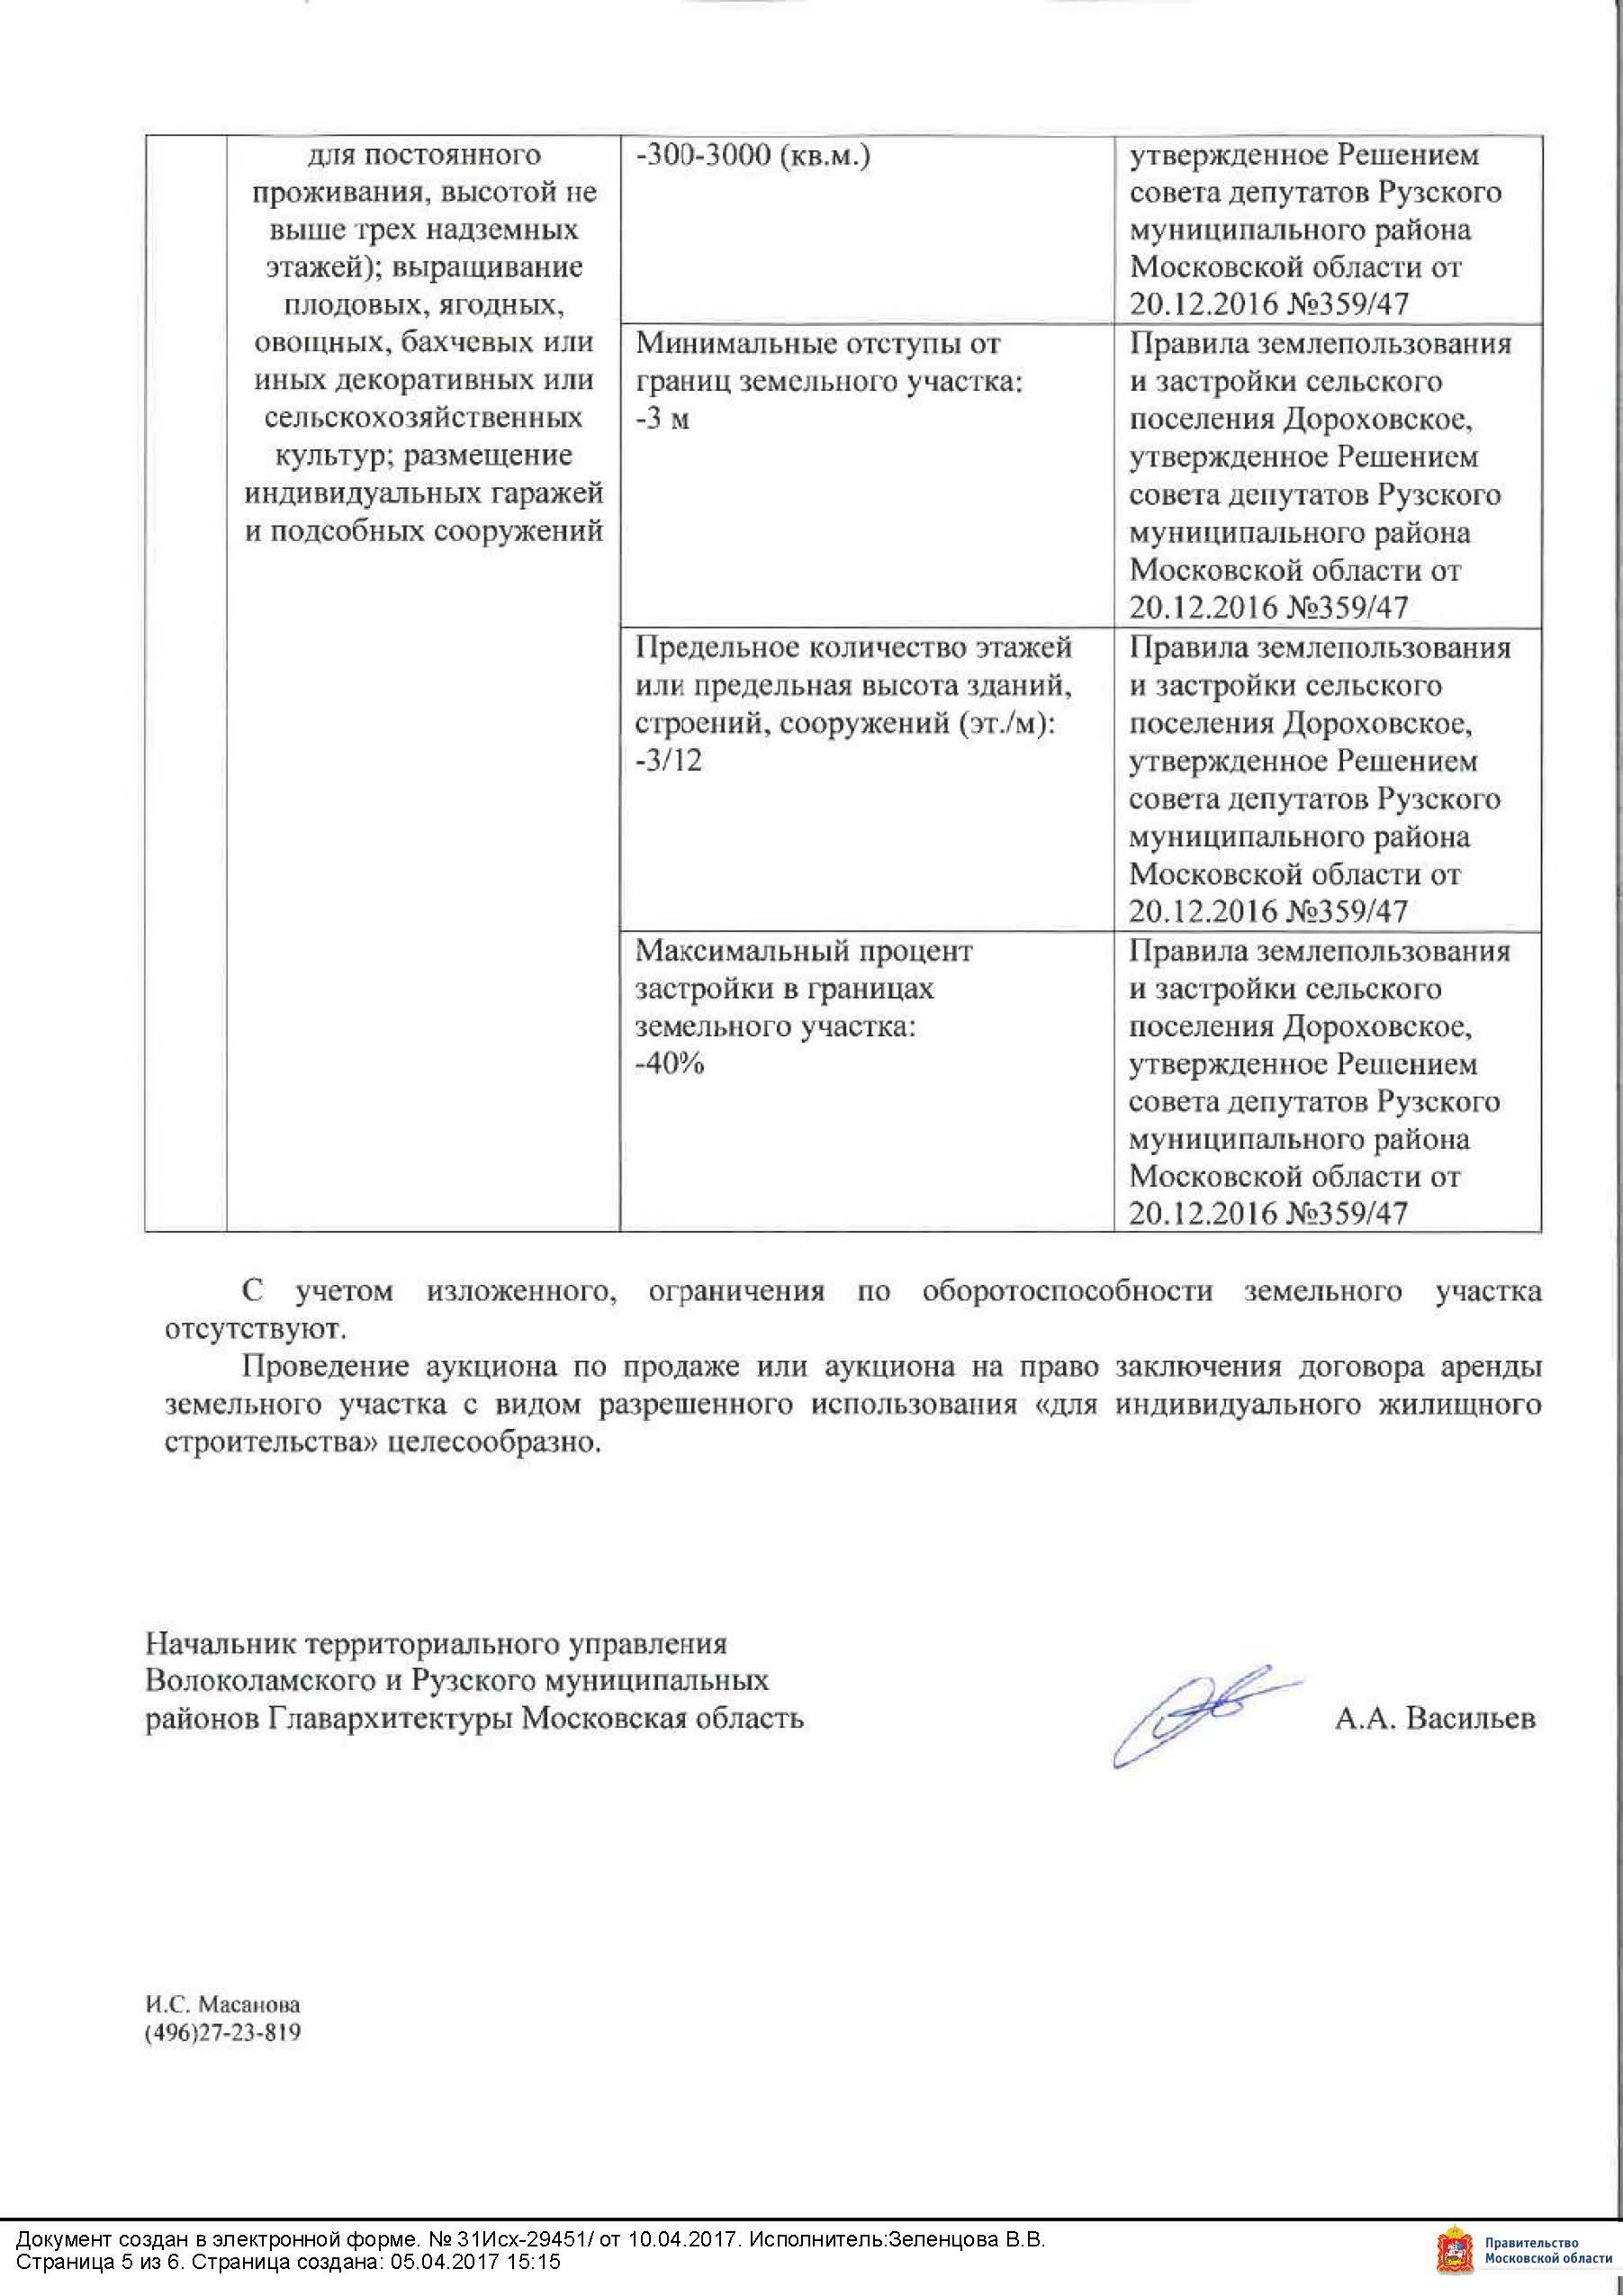 для постоянного
проживания, высотой не
выше трех надземных
этажей); выращивание
плодовых, ягодных,
овощных, бахчевых или
иных декоративных или
сельскохозяйственных
культур; размещение
индивидуальных гаражей
и подсобных сооружений
-300-3000 (кв.м.)
утвержденное Решением
совета депутатов Рузского
муниципального района
Московской области от
20.12.2016 №359/47
Минимальные отступы от
границ земельного участка:
-3 м
Правила землепользования
и застройки сельского
поселения Дороховское,
утвержденное Решением
совета депутатов Рузского
муниципального района
Московской области от
20.12.2016 №359/47
Предельное количество этажей
или предельная высота зданий,
строений, сооружений (эт./м):
-3/12
Правила землепользования
и застройки сельского
поселения Дороховское,
утвержденное Решением
совета депутатов Рузского
муниципального района
Московской области от
20.12.2016 №359/47
Максимальный процент
застройки в границах
земельного участка:
-40%
Правила землепользования
и застройки сельского
поселения Дороховское,
утвержденное Решением
совета депутатов Рузского
муниципального района
Московской области от
20.12.2016 №359/47
С учетом изложенного, ограничения по оборотоспособности земельного участка
отсутствуют.
Проведение аукциона по продаже или аукциона на право заключения договора аренды
земельного участка с видом разрешенного использования «для индивидуального жилищного
строительства» целесообразно.
Начальник территориального управления
Волоколамского и Рузского муниципальных
районов Главархитектуры Московская область
А.А. Васильев
И.С. Масанова
(496)27-23-819
Документ создан в электронной форме. № 31Исх-29451/ от 10.04.2017. Исполнитель:Зеленцова В.В.
Страница 5 из 6. Страница создана: 05.04.2017 15:15
Правительство
Московской области